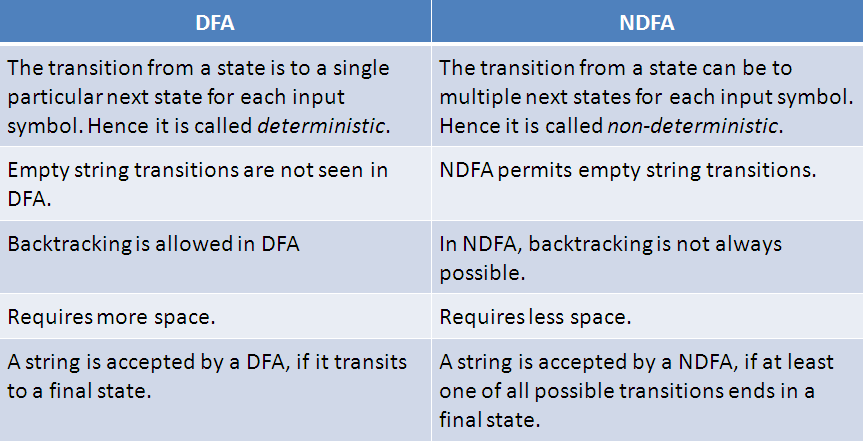 DFA
NDFA
The transition from a state is to a single
particular next state for each input
symbol. Hence it is called deterministic.
The transition from a state can be to
multiple next states for each input symbol.
Hence it is called non-deterministic.
Empty string transitions are not seen in
DFA.
NDFA permits empty string transitions.
Backtracking is allowed in DFA
In NDFA, backtracking is not always
possible.
Requires more space.
Requires less space.
A string is accepted by a DFA, if it transits
to a final state.
A string is accepted by a NDFA, if at least
one of all possible transitions ends in a
final state.